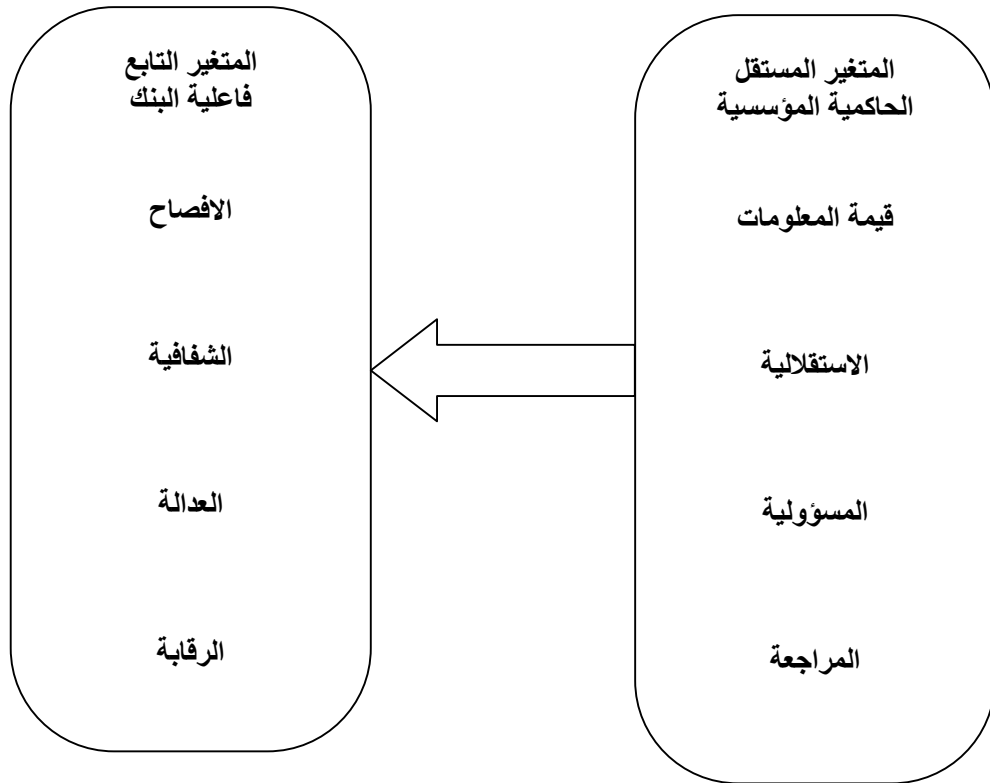 المتغير المستقل
الحاكمية المؤسسية
قيمة المعلومات
الاستقلالية
المسؤولية
المراجعة
المتغير التابع
فاعلية البنك
الافصاح
الشفافية
العدالة
الرقابة